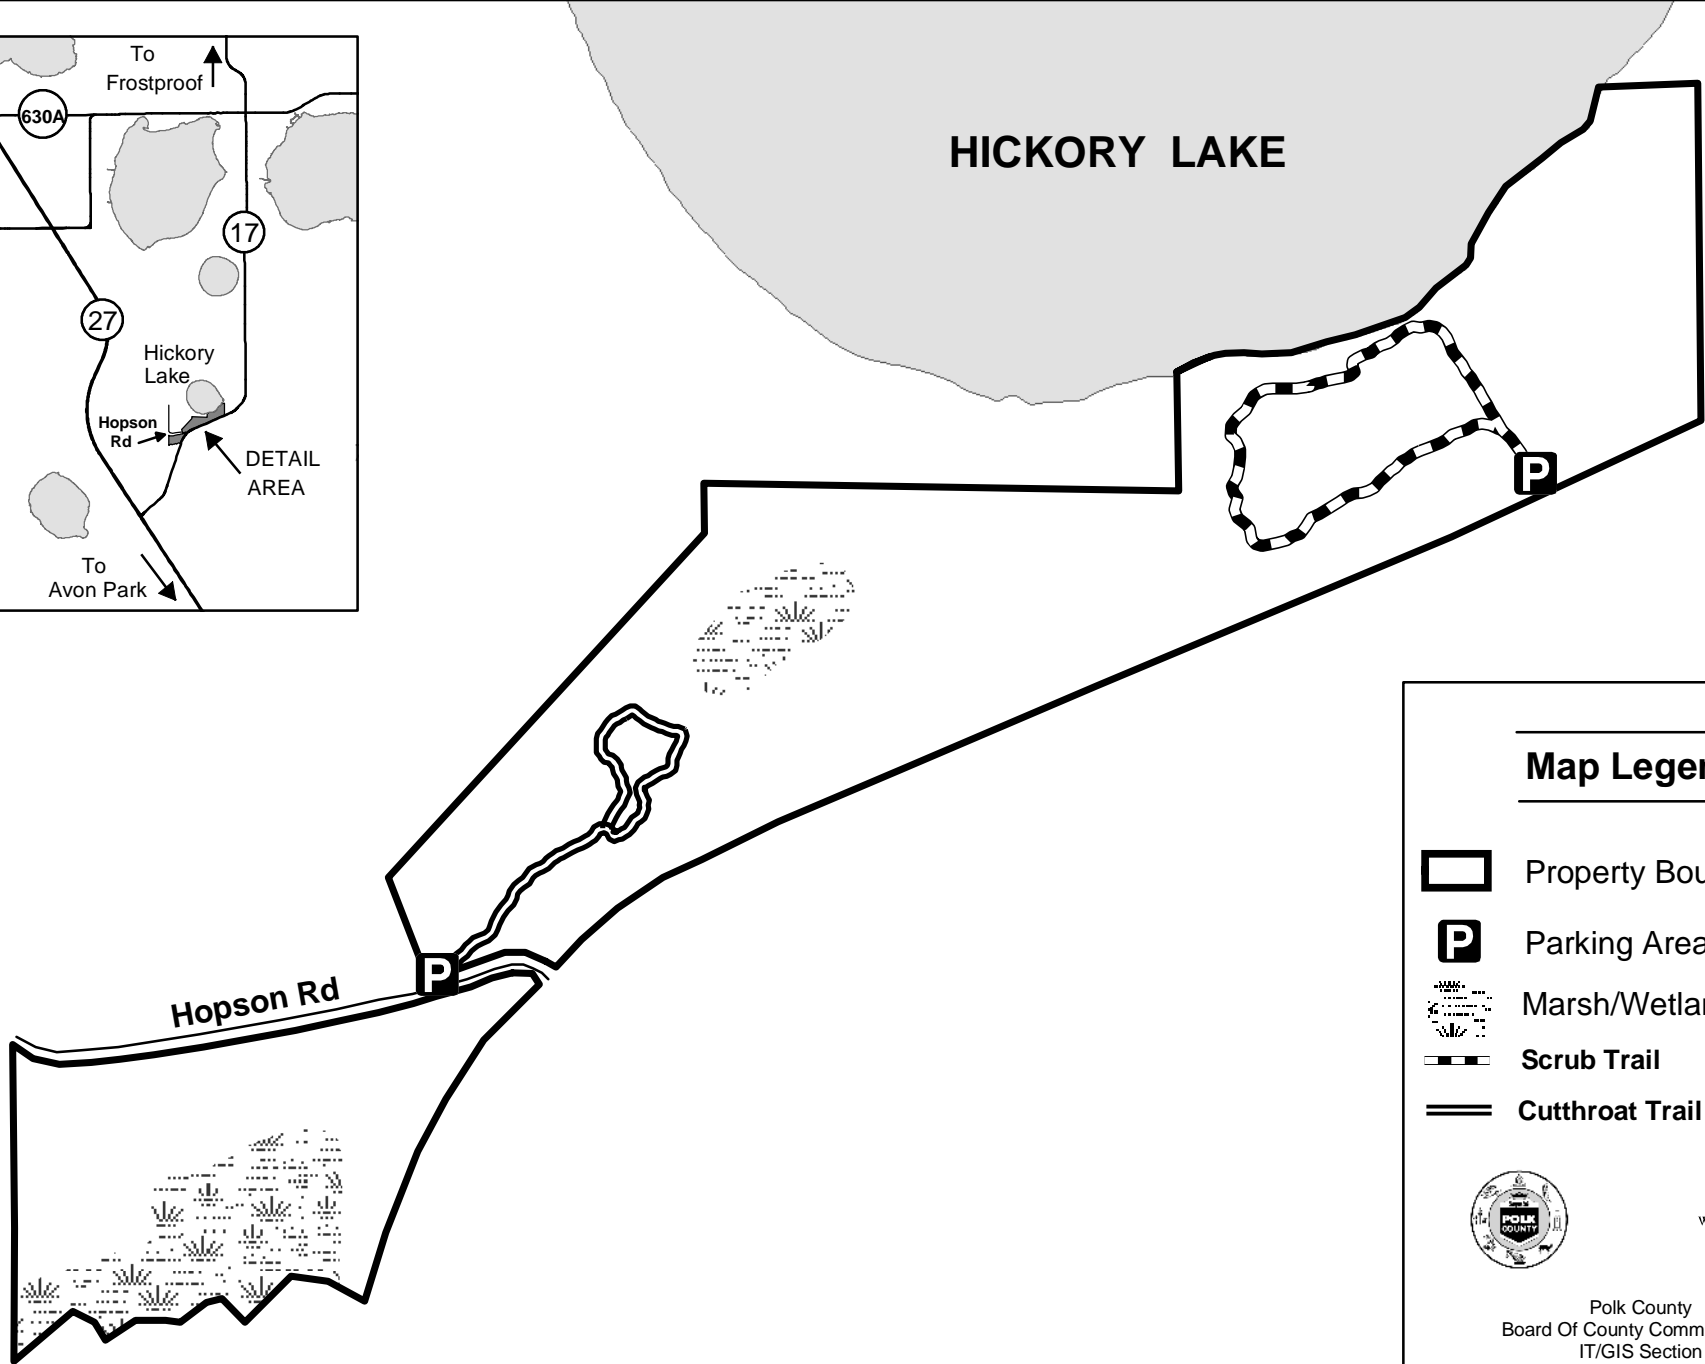 To
Frostproof
630A
17
27
Hickory
Lake
Hopson
Rd
DETAIL
AREA
To
Avon Park
HICKORY LAKE
P
P
Hopson Rd
Map Legen
Property Bou
P Parking Area
Marsh/Wetlan
Scrub Trail
Cutthroat Trail
POLK
COUNTY
W
Polk County
Board Of County Comm
IT/GIS Section